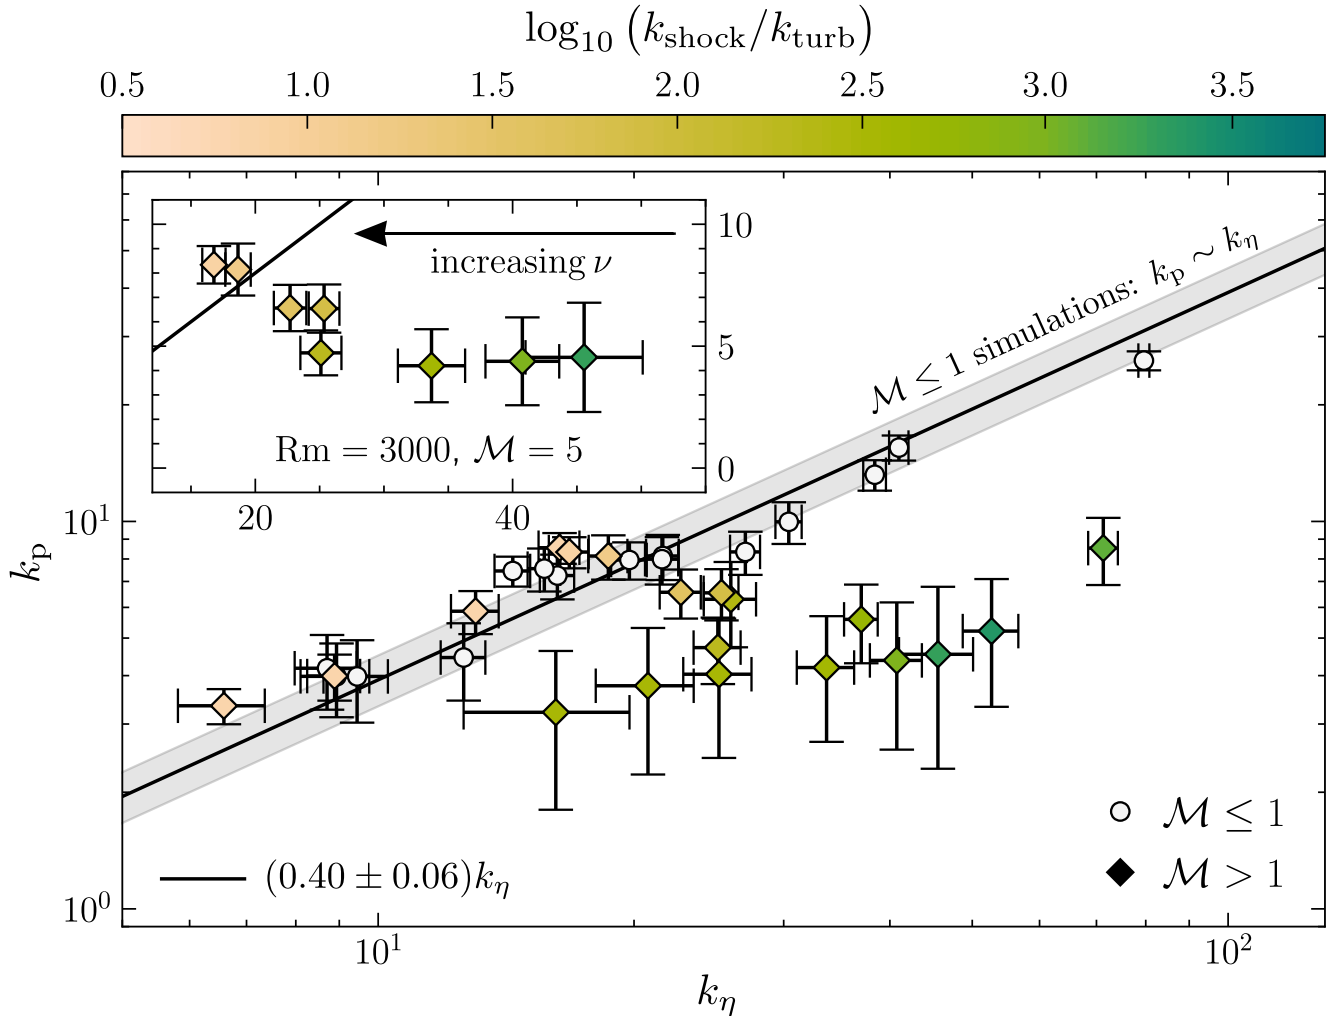 log₁₀ (k_shock/k_turb)
0.5 1.0 1.5 2.0 2.5 3.0 3.5
increasing ν
10
5
0
Rm = 3000, ℳ = 5
20 40
ℳ ≤ 1 simulations: k_p ~ k_η
k_p
10¹
10⁰
ℳ ≤ 1
ℳ > 1
(0.40 ± 0.06)k_η
10¹ 10²
k_η